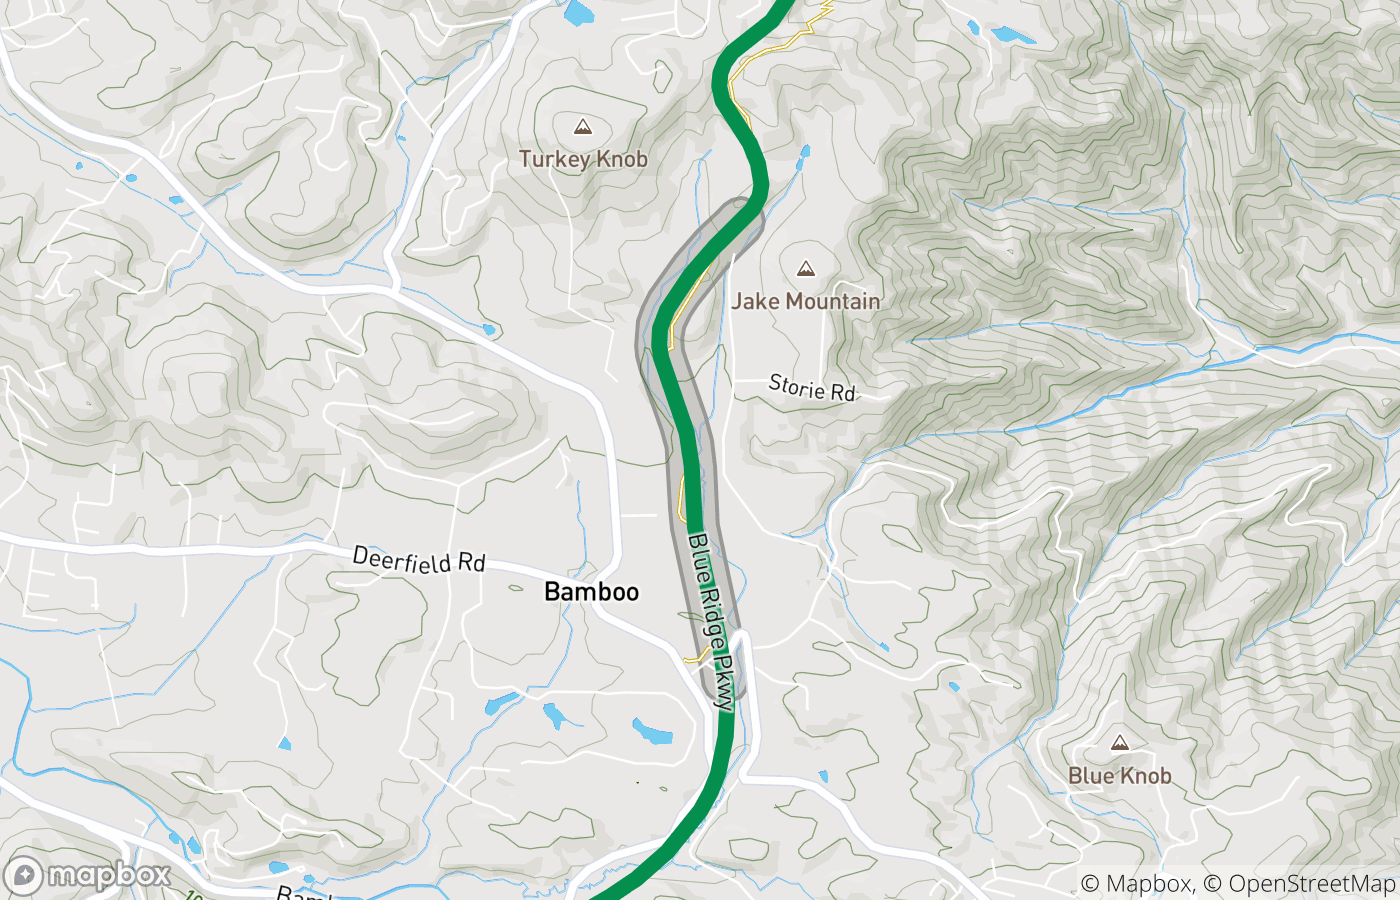 Turkey Knob
Jake Mountain
Storie Rd
Deerfield Rd
Bamboo
Blue Ridge Pkwy
Blue Knob
mapbox
© Mapbox, © OpenStreetMap